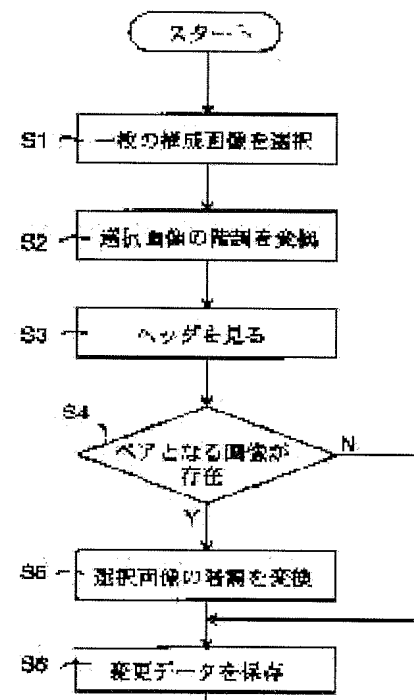 スタート
S1
一枚の構成画像を選択
S2
選択画像の階調を変換
S3
ヘッダを見る
S4
ペアとなる画像が
存在
N
Y
S5
選択画像の階調を変換
S6
変更データを保存